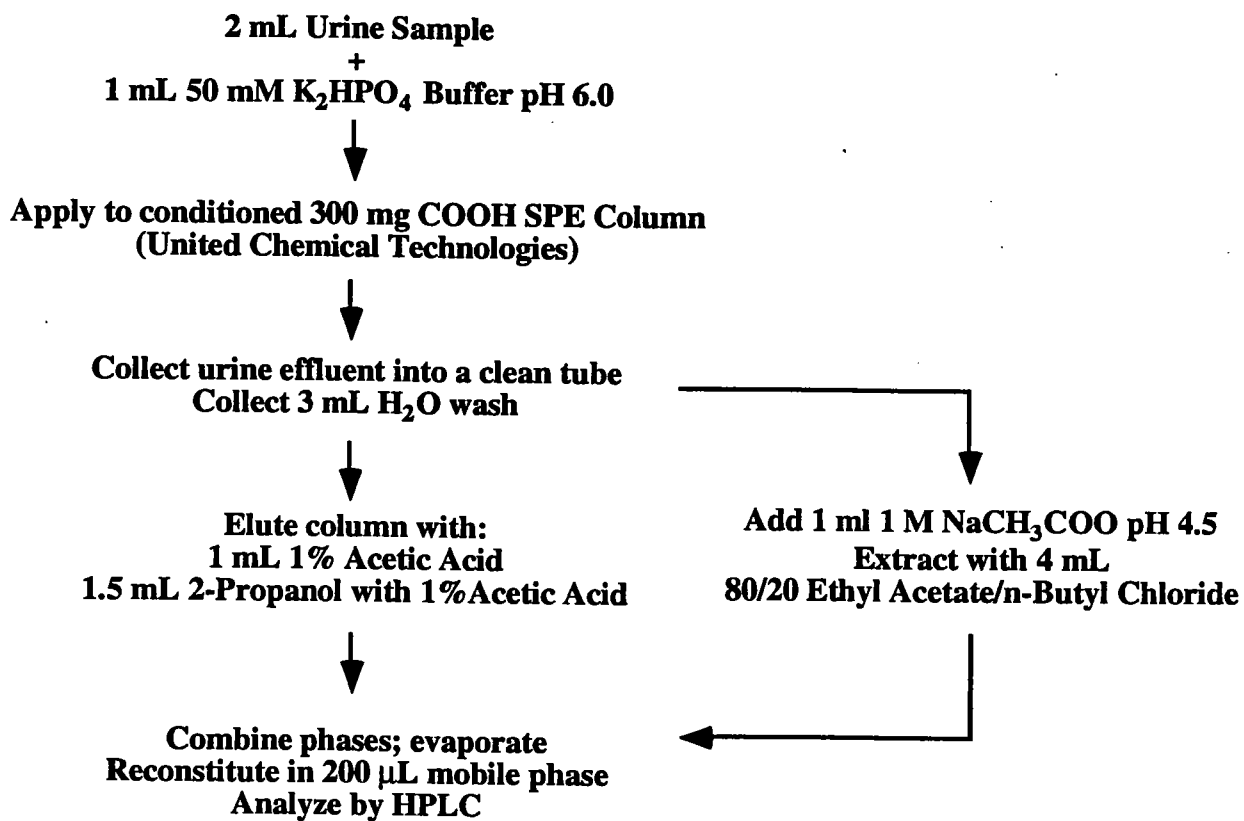 2 mL Urine Sample
+
1 mL 50 mM K₂HPO₄ Buffer pH 6.0
Apply to conditioned 300 mg COOH SPE Column
(United Chemical Technologies)
Collect urine effluent into a clean tube
Collect 3 mL H₂O wash
Elute column with:
1 mL 1% Acetic Acid
1.5 mL 2-Propanol with 1%Acetic Acid
Add 1 ml 1 M NaCH₃COO pH 4.5
Extract with 4 mL
80/20 Ethyl Acetate/n-Butyl Chloride
Combine phases; evaporate
Reconstitute in 200 µL mobile phase
Analyze by HPLC